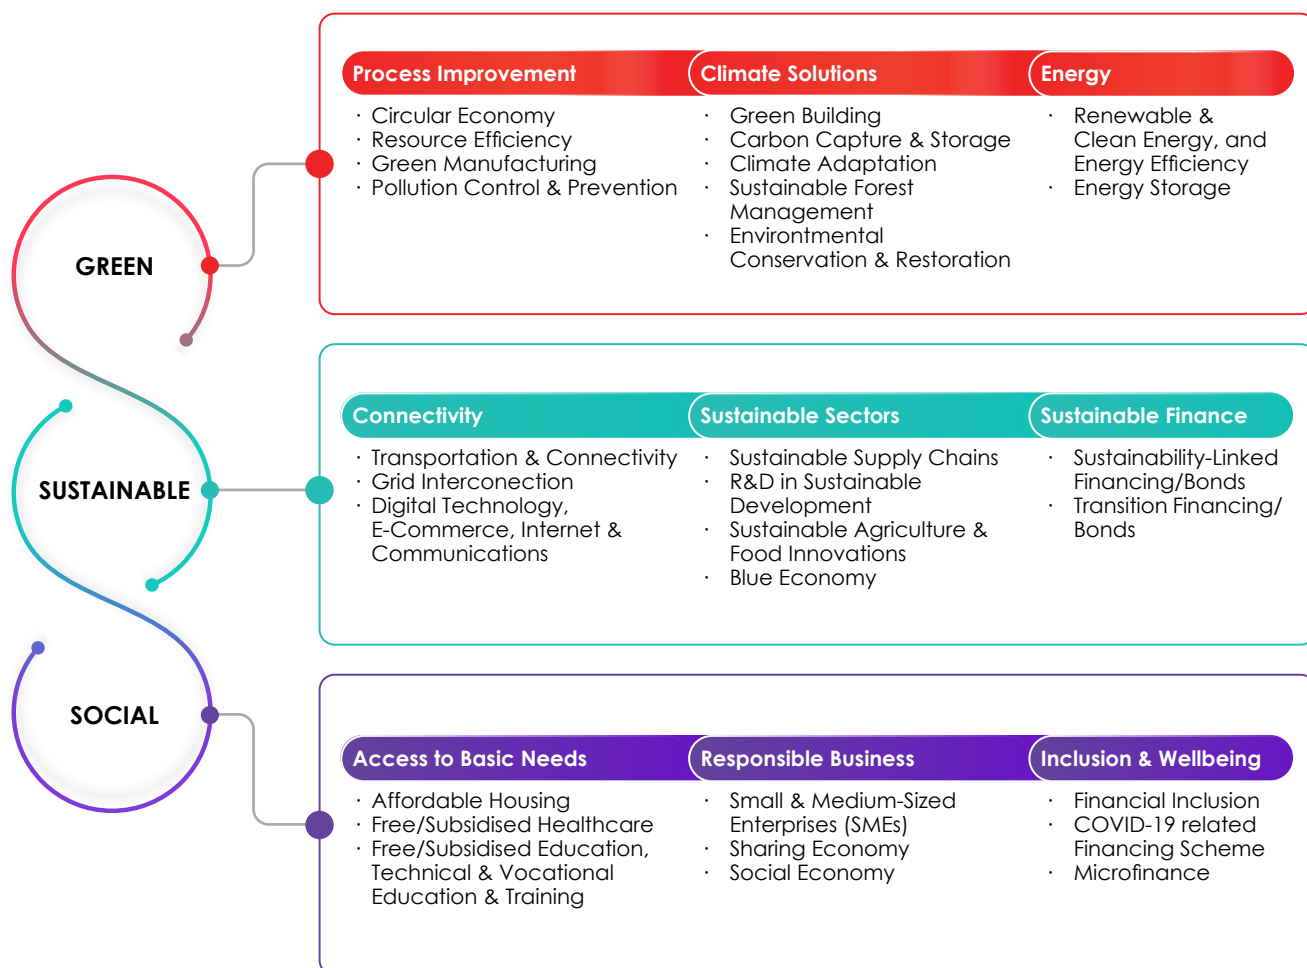 GREEN
Process Improvement
· Circular Economy
· Resource Efficiency
· Green Manufacturing
· Pollution Control & Prevention
Climate Solutions
· Green Building
· Carbon Capture & Storage
· Climate Adaptation
· Sustainable Forest
Management
· Environtmental
Conservation & Restoration
Energy
· Renewable &
Clean Energy, and
Energy Efficiency
· Energy Storage
SUSTAINABLE
Connectivity
· Transportation & Connectivity
· Grid Interconection
· Digital Technology,
E-Commerce, Internet &
Communications
Sustainable Sectors
· Sustainable Supply Chains
· R&D in Sustainable
Development
· Sustainable Agriculture &
Food Innovations
· Blue Economy
Sustainable Finance
· Sustainability-Linked
Financing/Bonds
· Transition Financing/
Bonds
SOCIAL
Access to Basic Needs
· Affordable Housing
· Free/Subsidised Healthcare
· Free/Subsidised Education,
Technical & Vocational
Education & Training
Responsible Business
· Small & Medium-Sized
Enterprises (SMEs)
· Sharing Economy
· Social Economy
Inclusion & Wellbeing
· Financial Inclusion
· COVID-19 related
Financing Scheme
· Microfinance